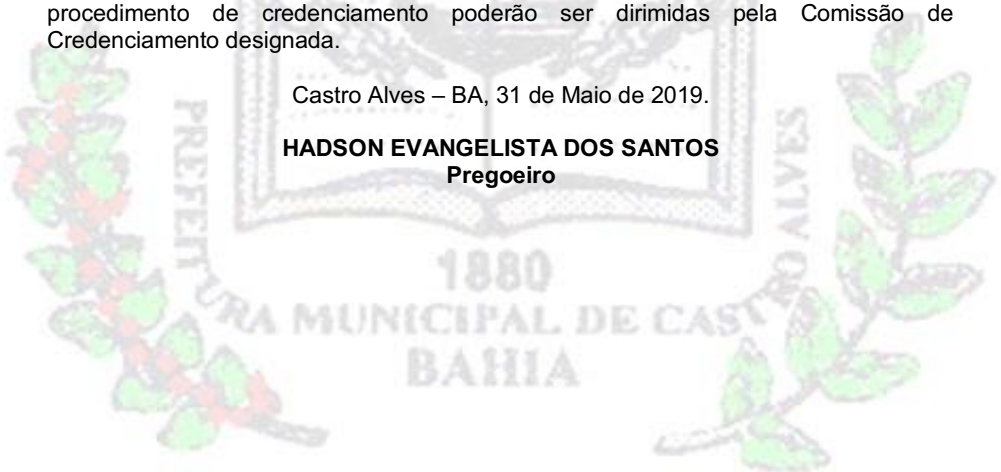 procedimento de credenciamento poderão ser dirimidas pela Comissão de
Credenciamento designada.
Castro Alves – BA, 31 de Maio de 2019.
HADSON EVANGELISTA DOS SANTOS
Pregoeiro
1880
PREFEITURA MUNICIPAL DE CASTRO ALVES
BAHIA